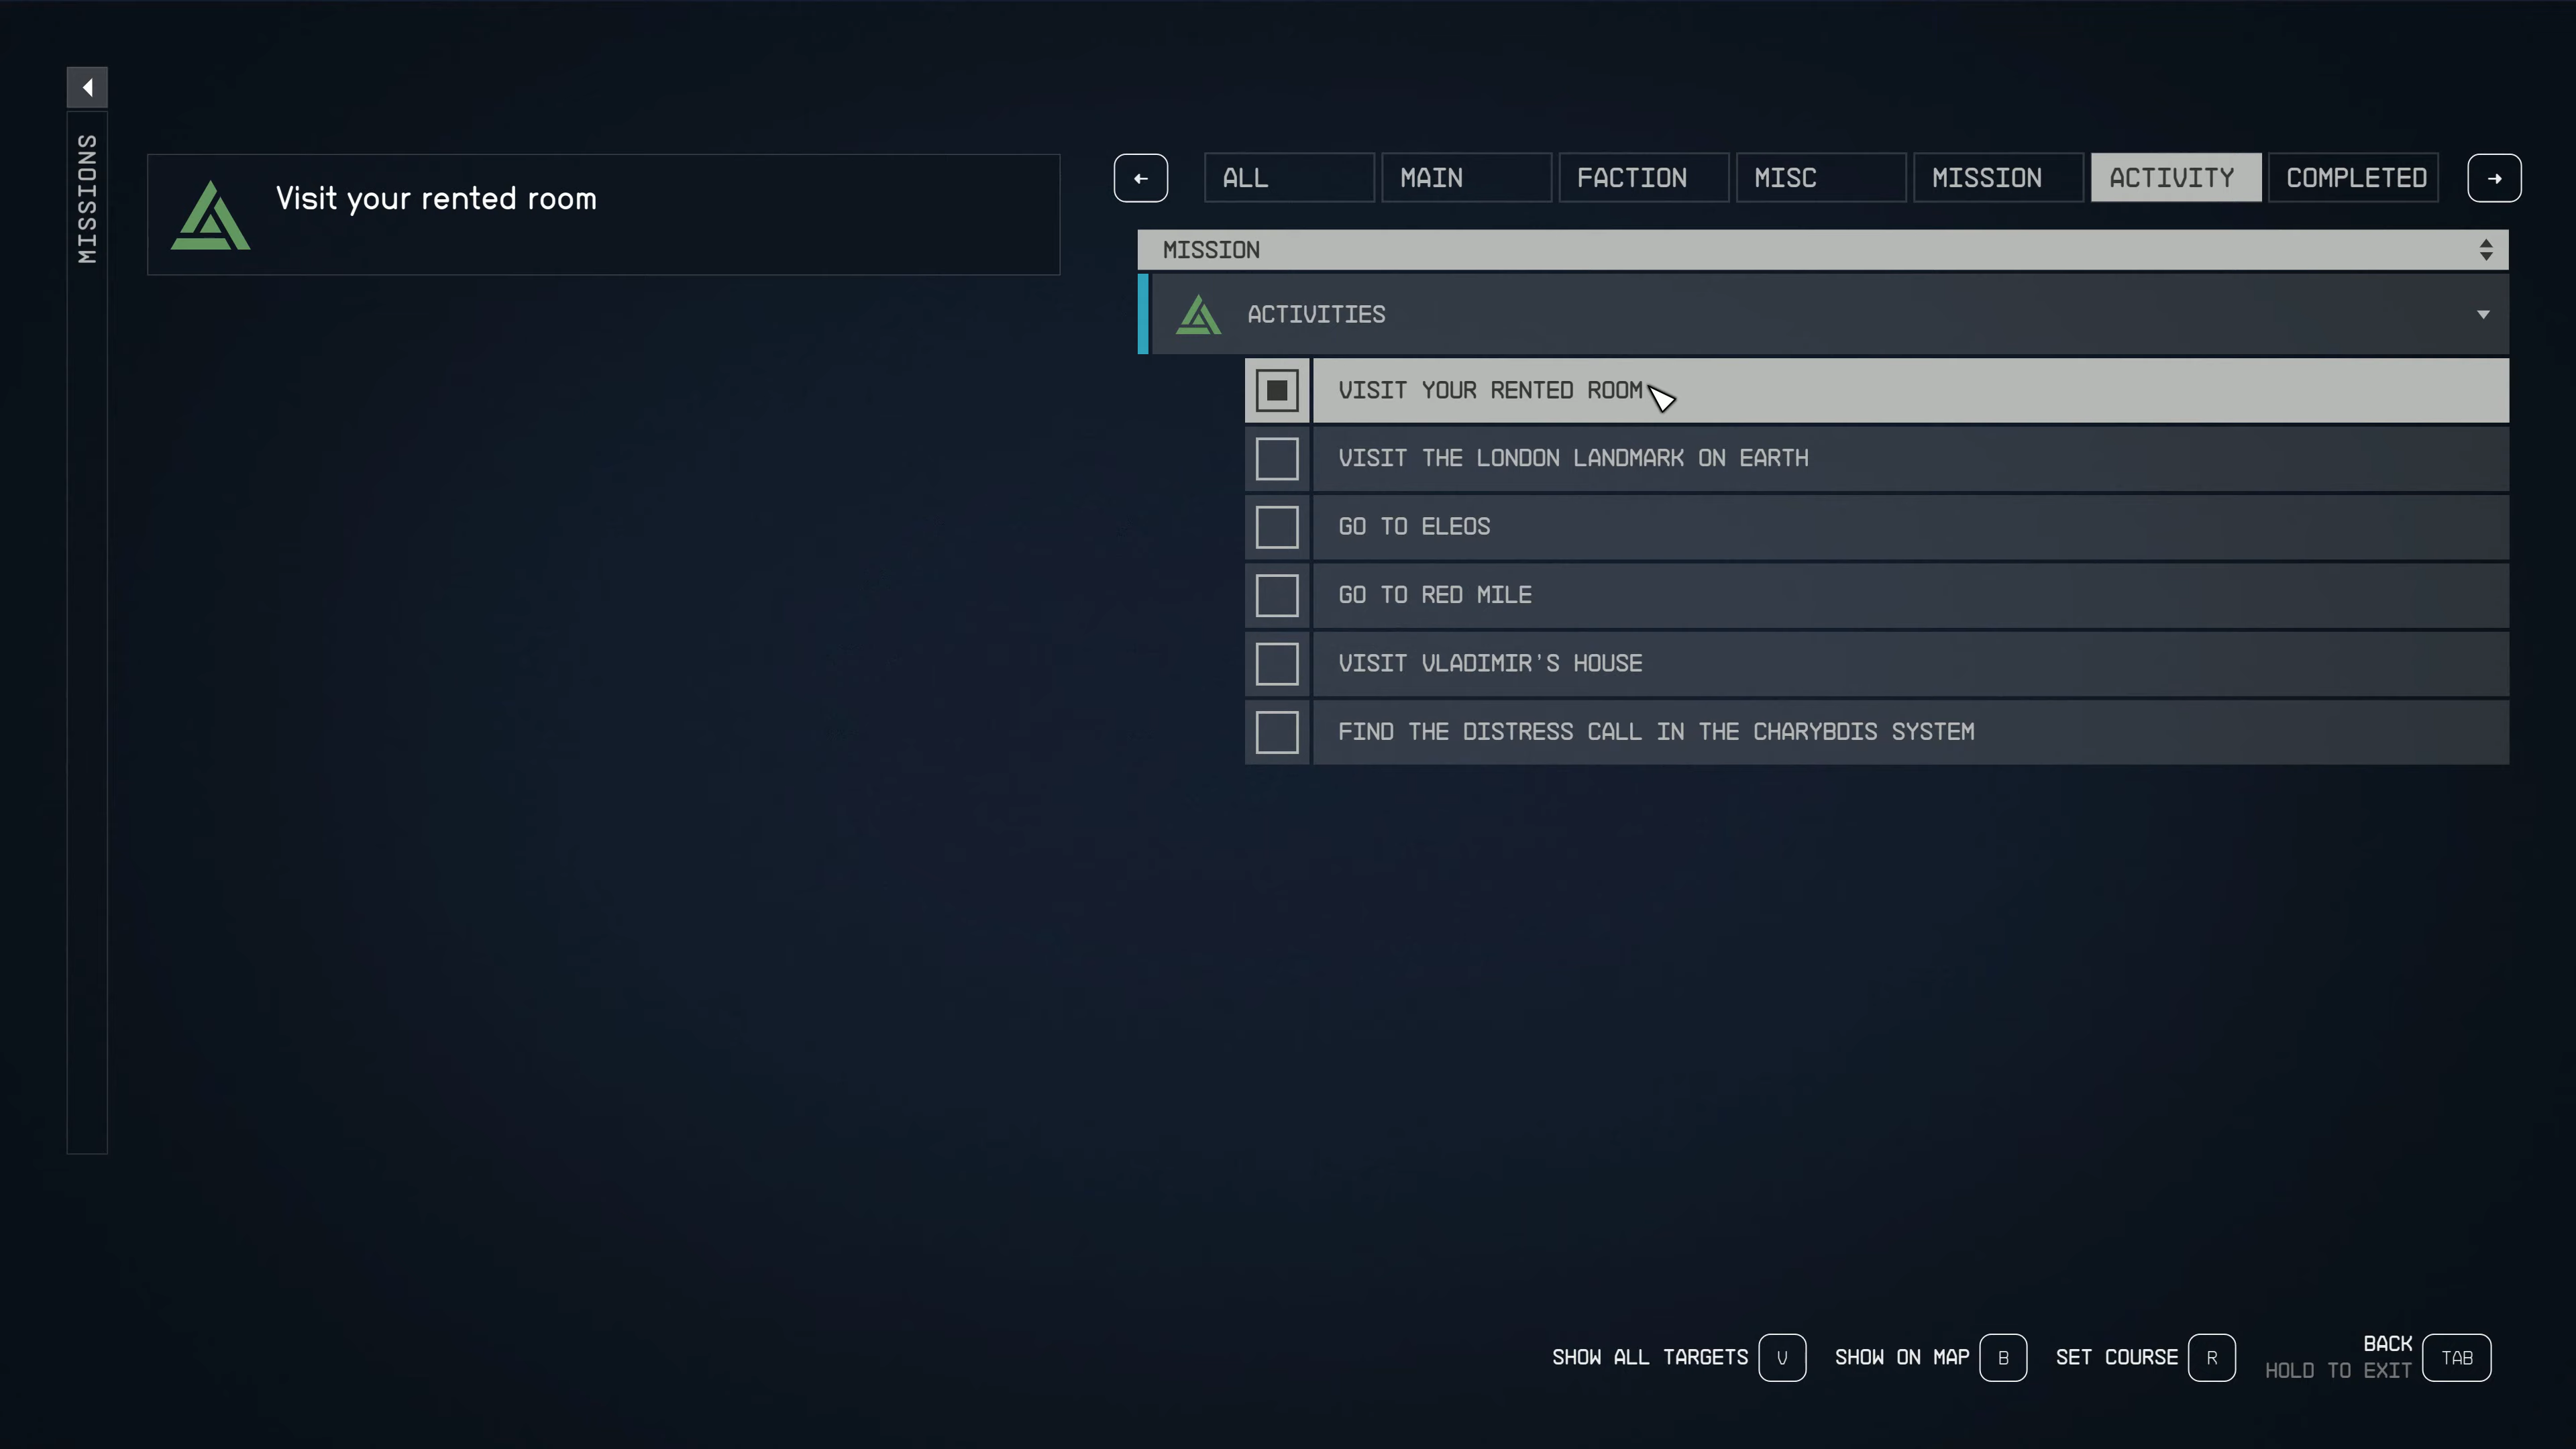 MISSIONS
Visit your rented room
ALL MAIN FACTION MISC MISSION ACTIVITY COMPLETED
MISSION
ACTIVITIES
VISIT YOUR RENTED ROOM
VISIT THE LONDON LANDMARK ON EARTH
GO TO ELEOS
GO TO RED MILE
VISIT VLADIMIR'S HOUSE
FIND THE DISTRESS CALL IN THE CHARYBDIS SYSTEM
SHOW ALL TARGETS V SHOW ON MAP B SET COURSE R BACK TAB
HOLD TO EXIT